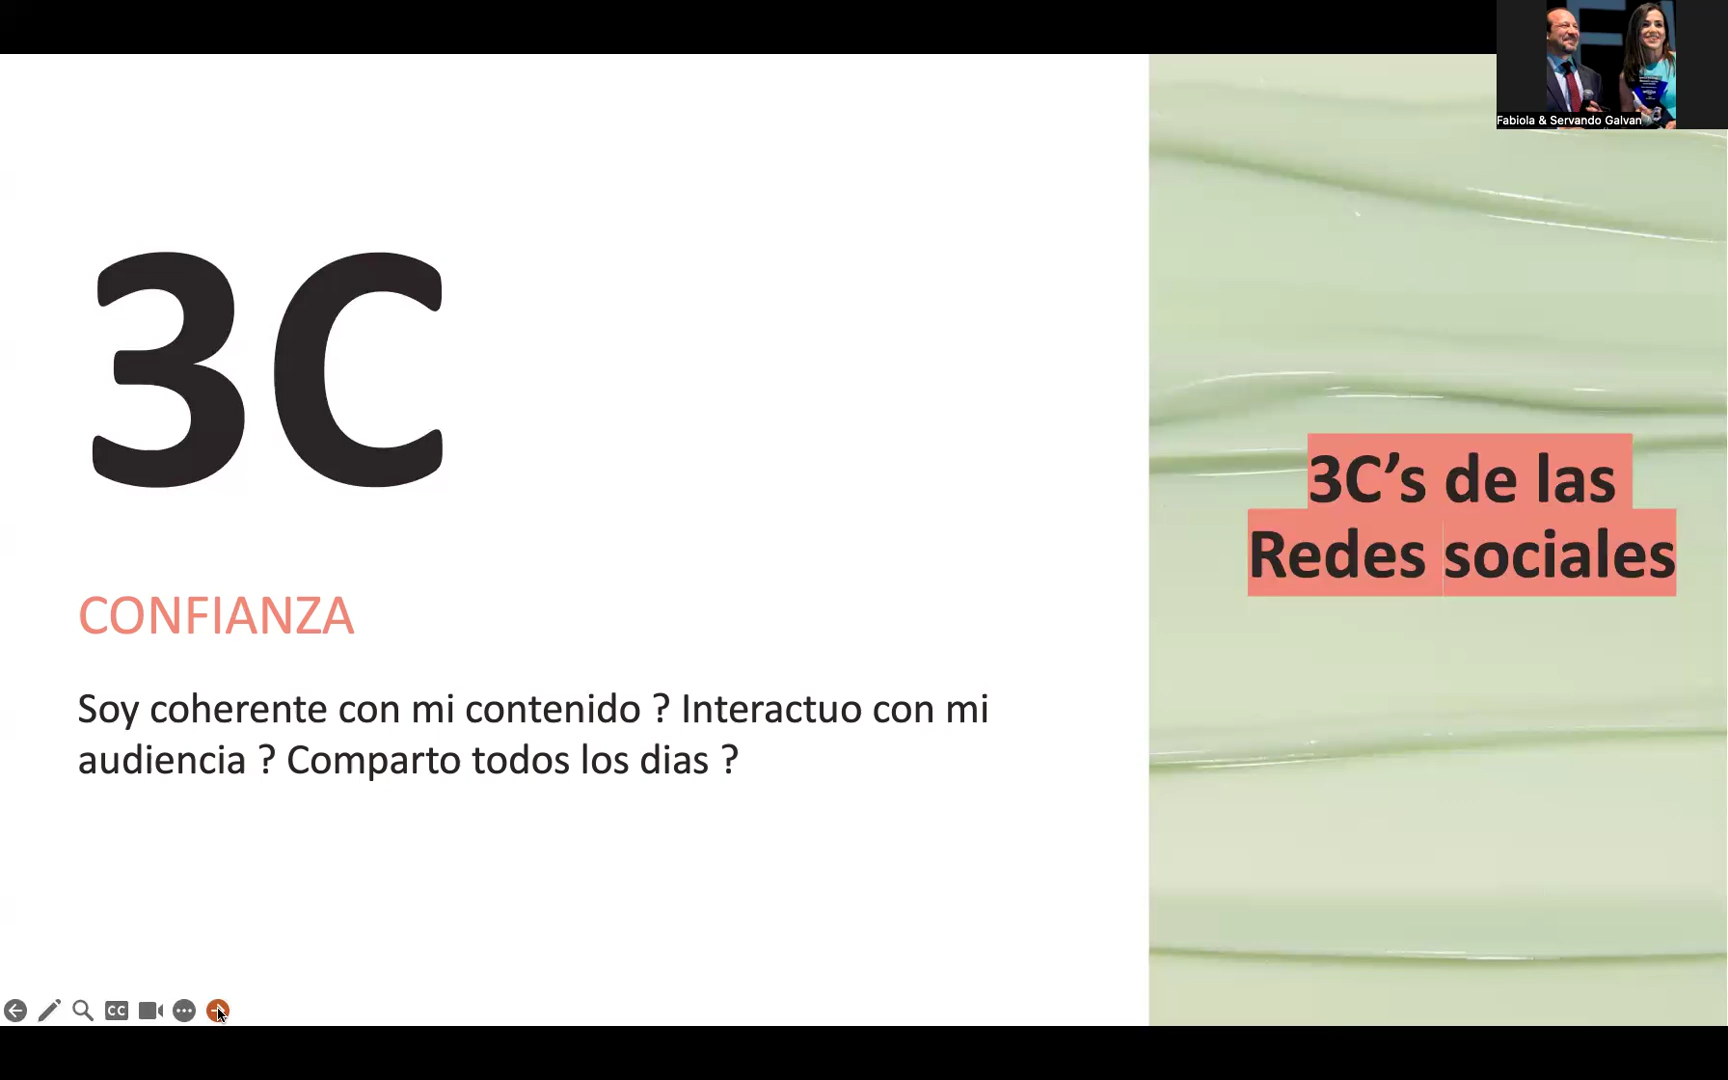 Fabiola & Servando Galvan
3C
CONFIANZA
Soy coherente con mi contenido ? Interactuo con mi
audiencia ? Comparto todos los dias ?
3C’s de las
Redes sociales
CC